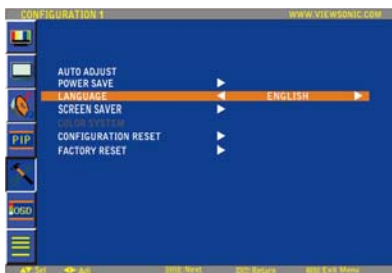 CONFIGURATION 1 WWW.VIEWSONIC.COM
AUTO ADJUST
POWER SAVE
LANGUAGE ENGLISH
SCREEN SAVER
COLOR SYSTEM
CONFIGURATION RESET
FACTORY RESET
PIP
OSD
Sel Adj Next Return Exit Menu